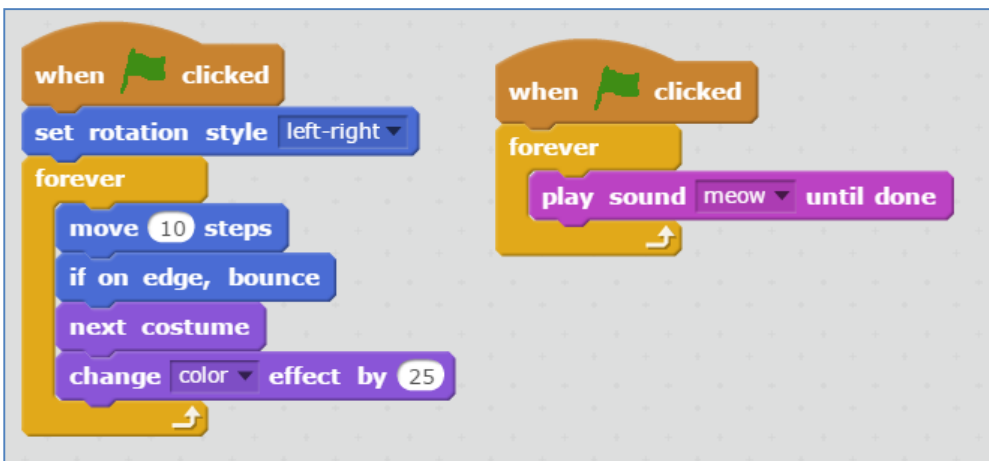 when clicked
set rotation style left-right
forever
move 10 steps
if on edge, bounce
next costume
change color effect by 25
when clicked
forever
play sound meow until done